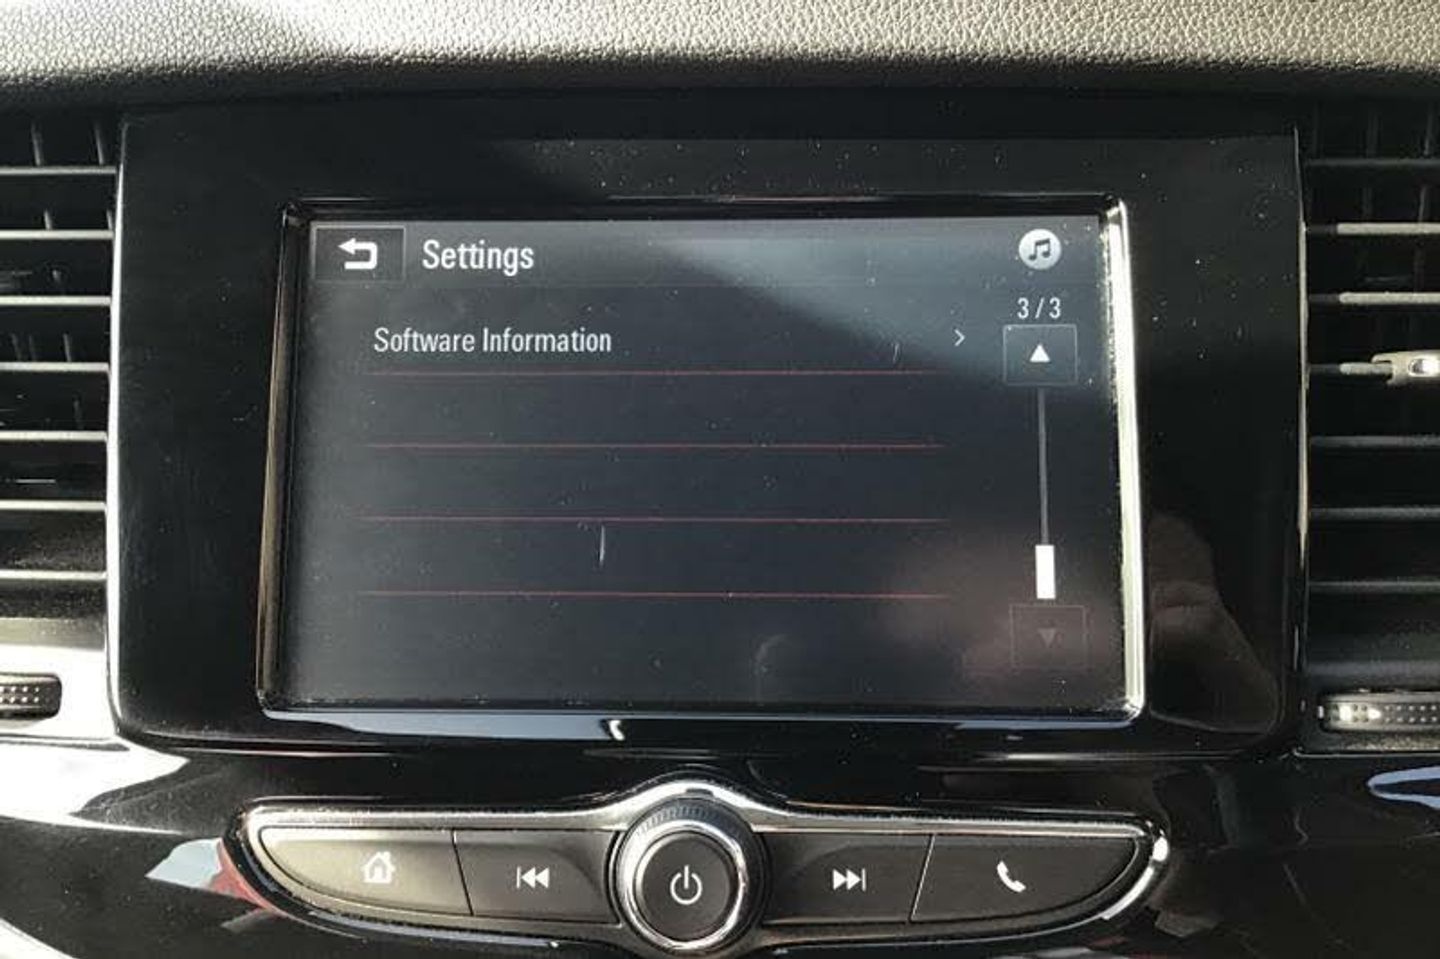 Settings
3 / 3
Software Information